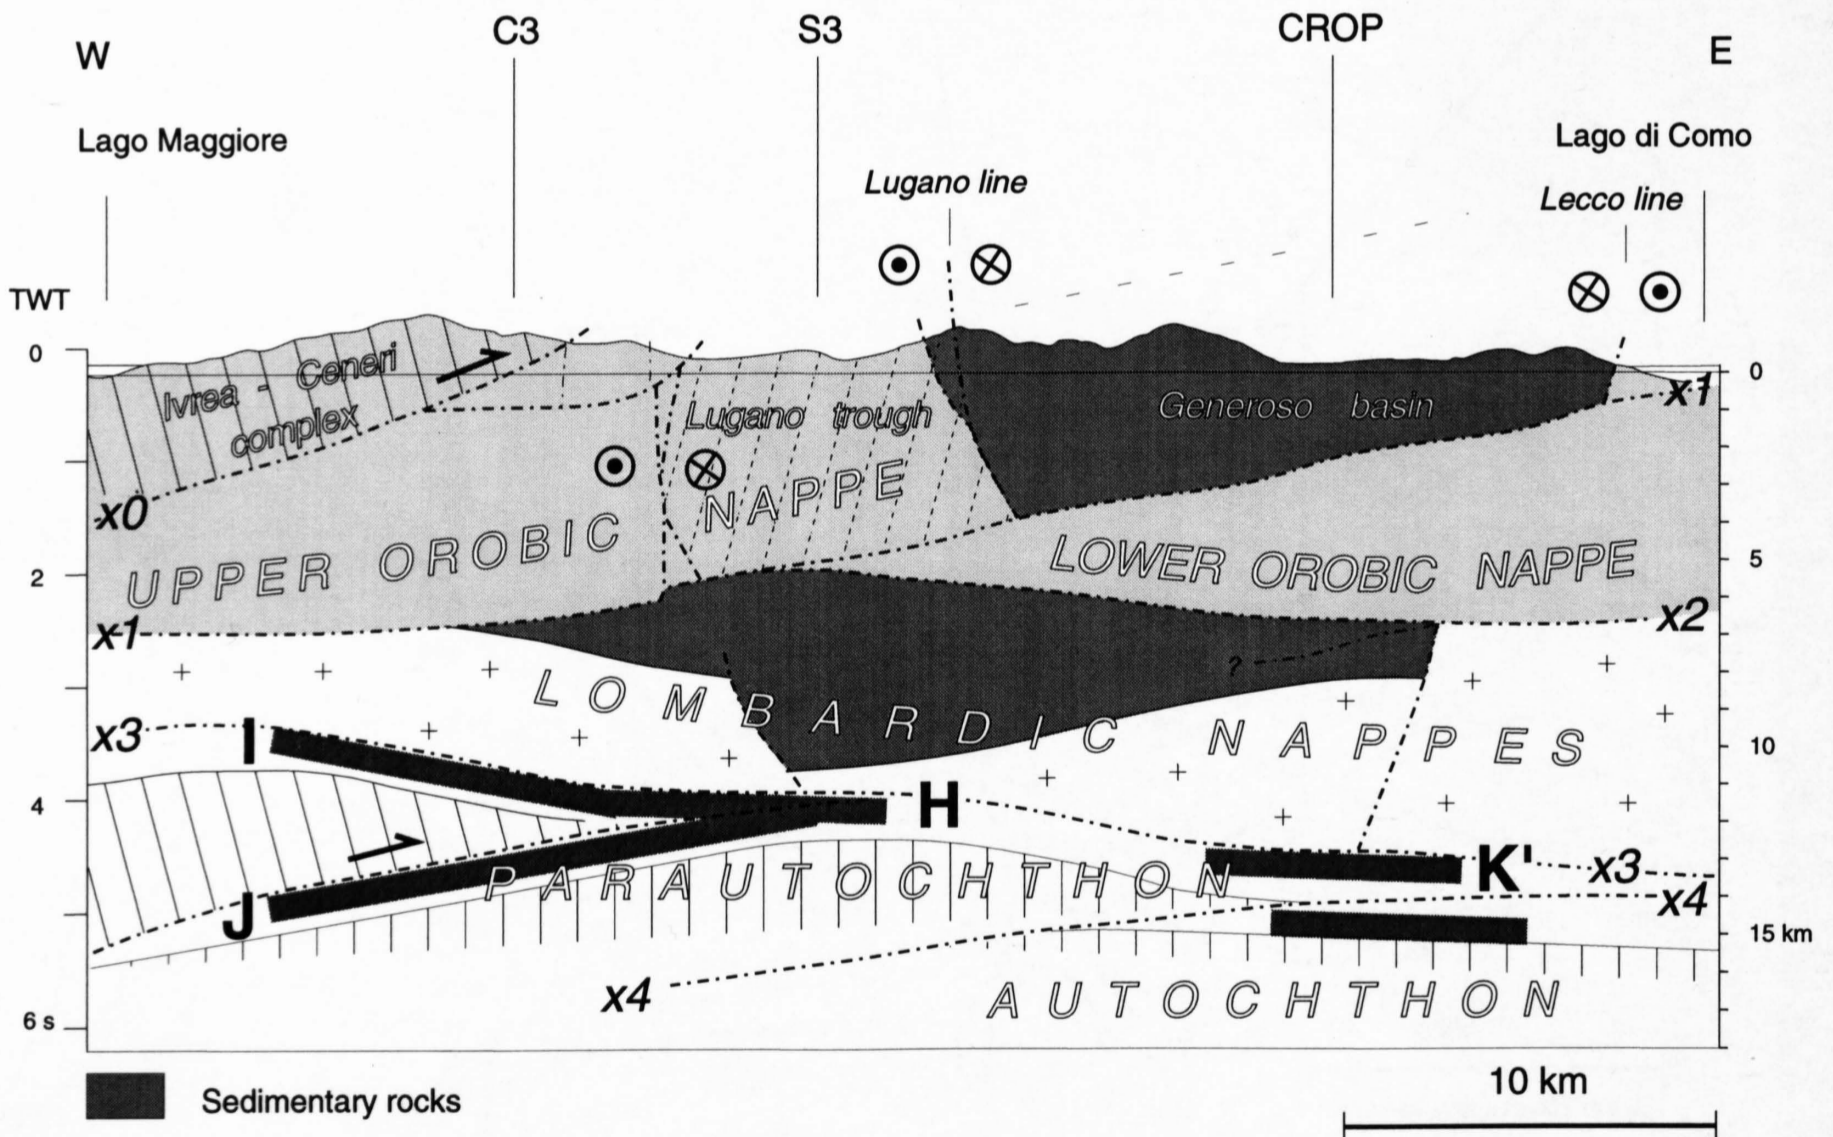 W C3 S3 CROP E
Lago Maggiore
Lago di Como
Lugano line
Lecco line
TWT
0
0
Ivrea - Ceneri
complex
x1
Lugano trough
Generoso basin
x0
NAPPE
UPPER OROBIC
LOWER OROBIC NAPPE
2
5
x1
x2
?
LOMBARDIC NAPPES
x3
I
10
4
H
PARAUTOCHTHON
K'
x3
x4
J
15 km
x4
AUTOCHTHON
6 s
Sedimentary rocks
10 km